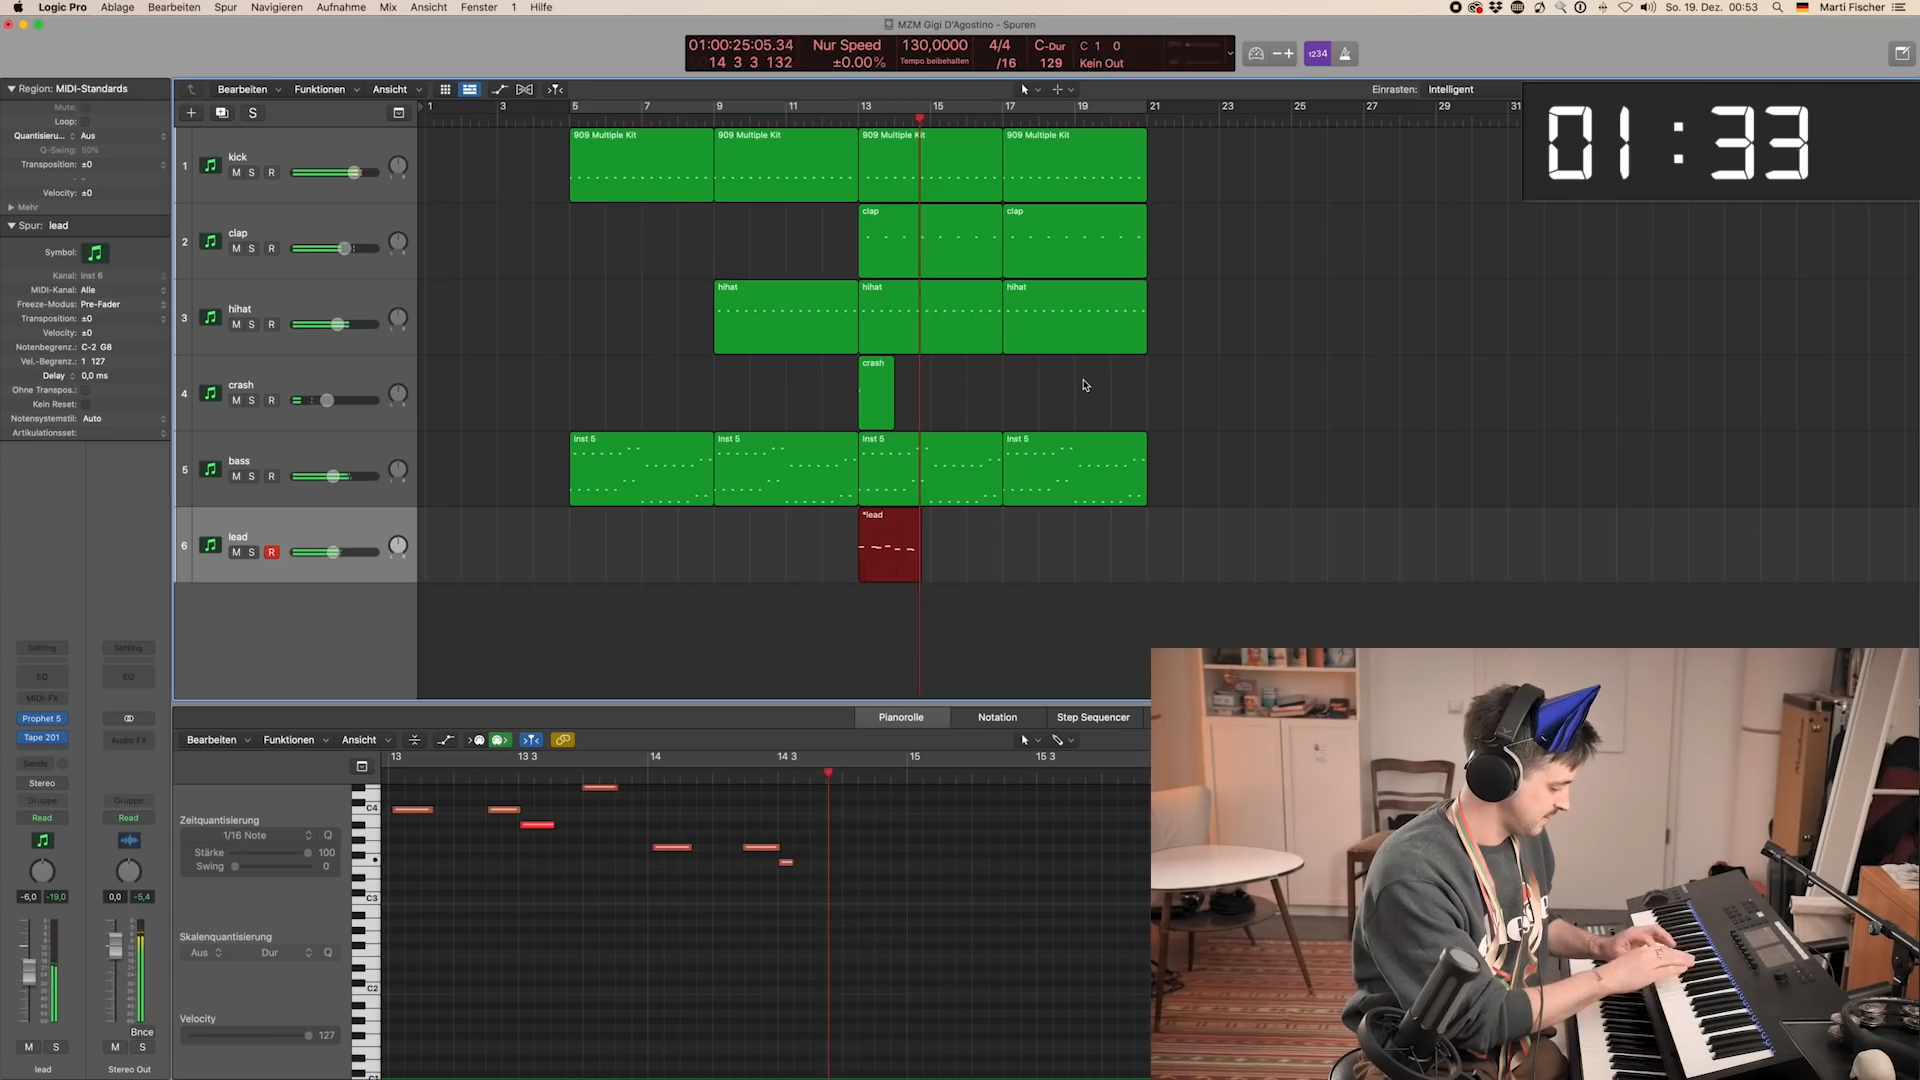 Logic Pro Ablage Bearbeiten Spur Navigieren Aufnahme Mix Ansicht Fenster 1 Hilfe So. 19. Dez. 00:53 Marti Fischer
MZM Gigi D'Agostino - Spuren
01:00:25:05.34 Nur Speed 130,0000 4/4 C-Dur C 1 0
14 3 3 132 ±0.00% Tempo beibehalten /16 129 Kein Out
1234
Region: MIDI-Standards
Mute:
Loop:
Quantisieru... Aus
Q-Swing: 50%
Transposition: ±0
Velocity: ±0
Mehr
Spur: lead
Symbol:
Kanal: Inst 6
MIDI-Kanal: Alle
Freeze-Modus: Pre-Fader
Transposition: ±0
Velocity: ±0
Notenbegrenz.: C-2 G8
Vel.-Begrenz.: 1 127
Delay 0,0 ms
Ohne Transpos.:
Kein Reset:
Notensystemstil: Auto
Artikulationsset:
Bearbeiten Funktionen Ansicht Einrasten: Intelligent
S
1 3 5 7 9 11 13 15 17 19 21 23 25 27 29 31
01:33
1 kick M S R
909 Multiple Kit 909 Multiple Kit 909 Multiple Kit 909 Multiple Kit
2 clap M S R
clap clap
3 hihat M S R
hihat hihat hihat
4 crash M S R
crash
5 bass M S R
Inst 5 Inst 5 Inst 5 Inst 5
6 lead M S R
*lead
Setting Setting
EQ EQ
MIDI-FX
Prophet 5
Tape 201 Audio FX
Sends
Stereo
Gruppe Gruppe
Read Read
-6,0 -19,0 0,0 -5,4
Bnce
M S M S
lead Stereo Out
Pianorolle Notation Step Sequencer
Bearbeiten Funktionen Ansicht
13 13 3 14 14 3 15 15 3
Zeitquantisierung
1/16 Note Q
Stärke 100
Swing 0
Skalenquantisierung
Aus Dur Q
Velocity
127
C4
C3
C2
C1